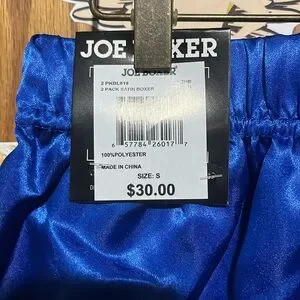 JOE BOXER
JOE BOXER
2 PKBL618
2 PACK SATIN BOXER
6 57784 26017 7
100%POLYESTER
MADE IN CHINA
SIZE: S
$30.00